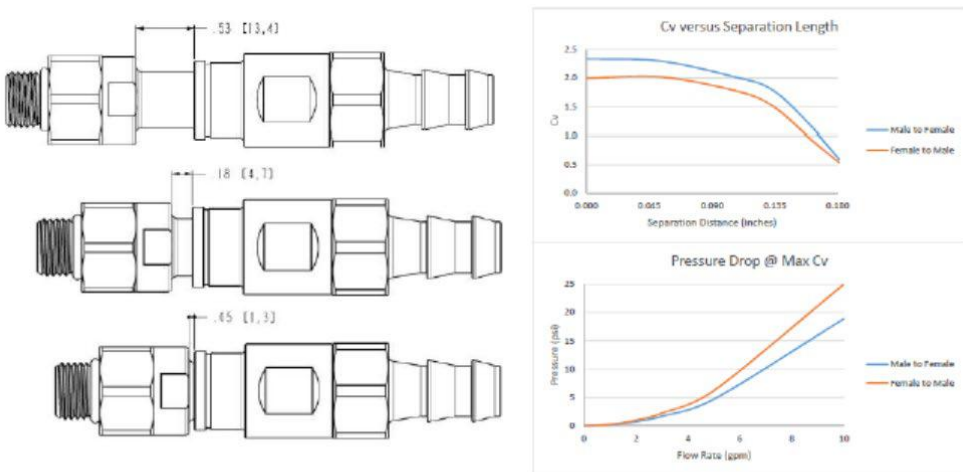 .53 [13,4]
.18 [4,7]
.45 [1,3]
Cv versus Separation Length
2.5
2.0
1.5
1.0
0.5
0.0
Cv
0.000 0.065 0.090 0.135 0.180
Separation Distance (inches)
Male to Female
Female to Male
Pressure Drop @ Max Cv
25
20
15
10
5
0
Pressure (psi)
0 2 4 6 8 10
Flow Rate (gpm)
Male to Female
Female to Male